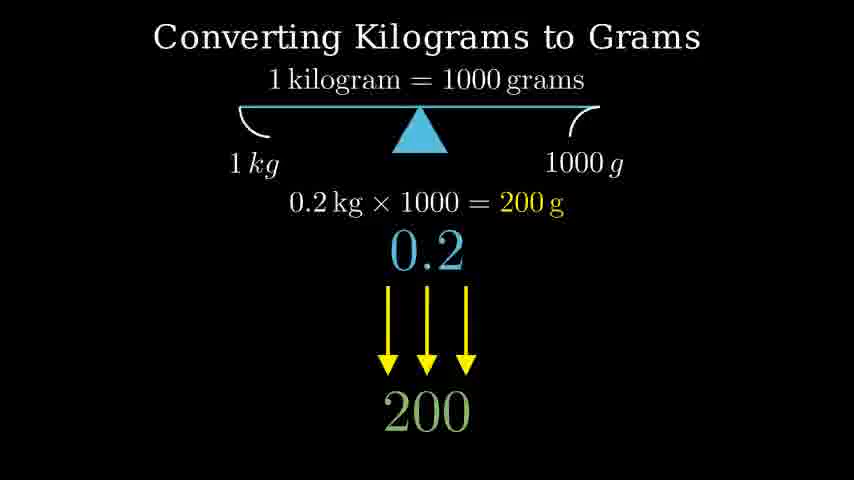 Converting Kilograms to Grams
1 kilogram = 1000 grams
1 kg 1000 g
0.2 kg × 1000 = 200 g
0.2
200